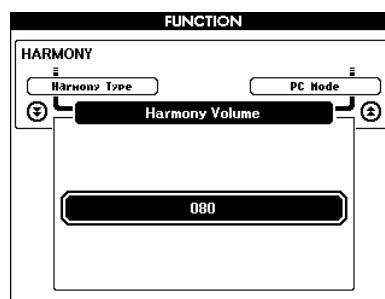 FUNCTION
HARMONY
Harmony Type PC Mode
Harmony Volume
080